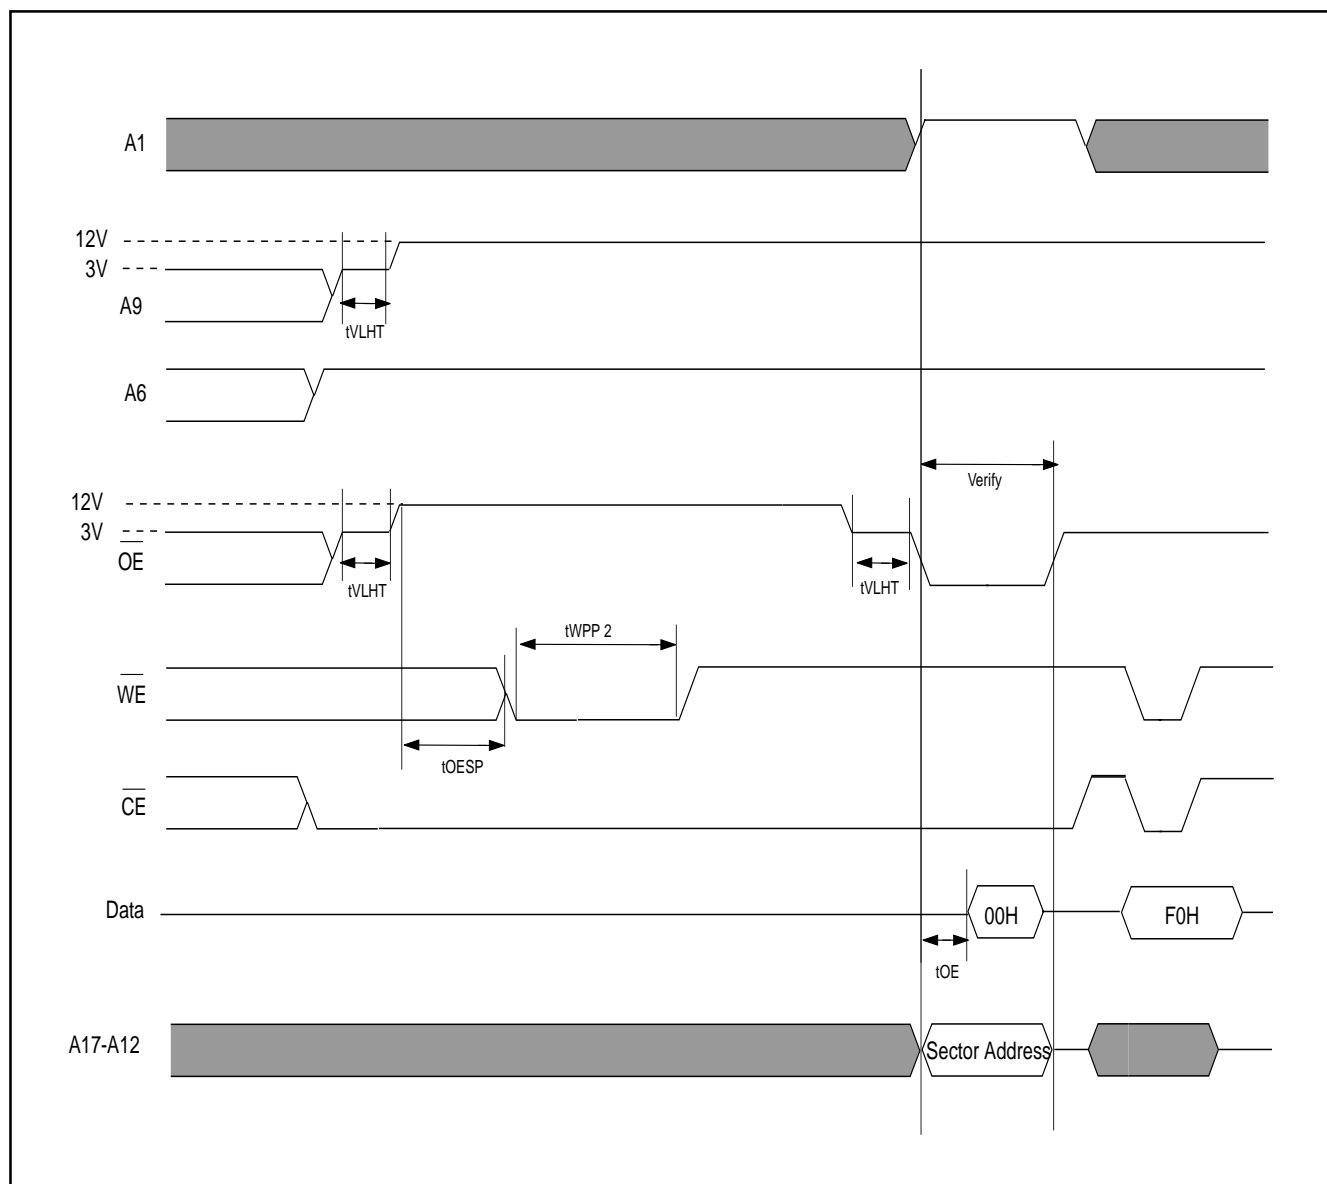 A1
12V
3V
A9
tVLHT
A6
Verify
12V
3V
OE
tVLHT
tVLHT
tWPP 2
WE
tOESP
CE
Data
00H
F0H
tOE
A17-A12
Sector Address